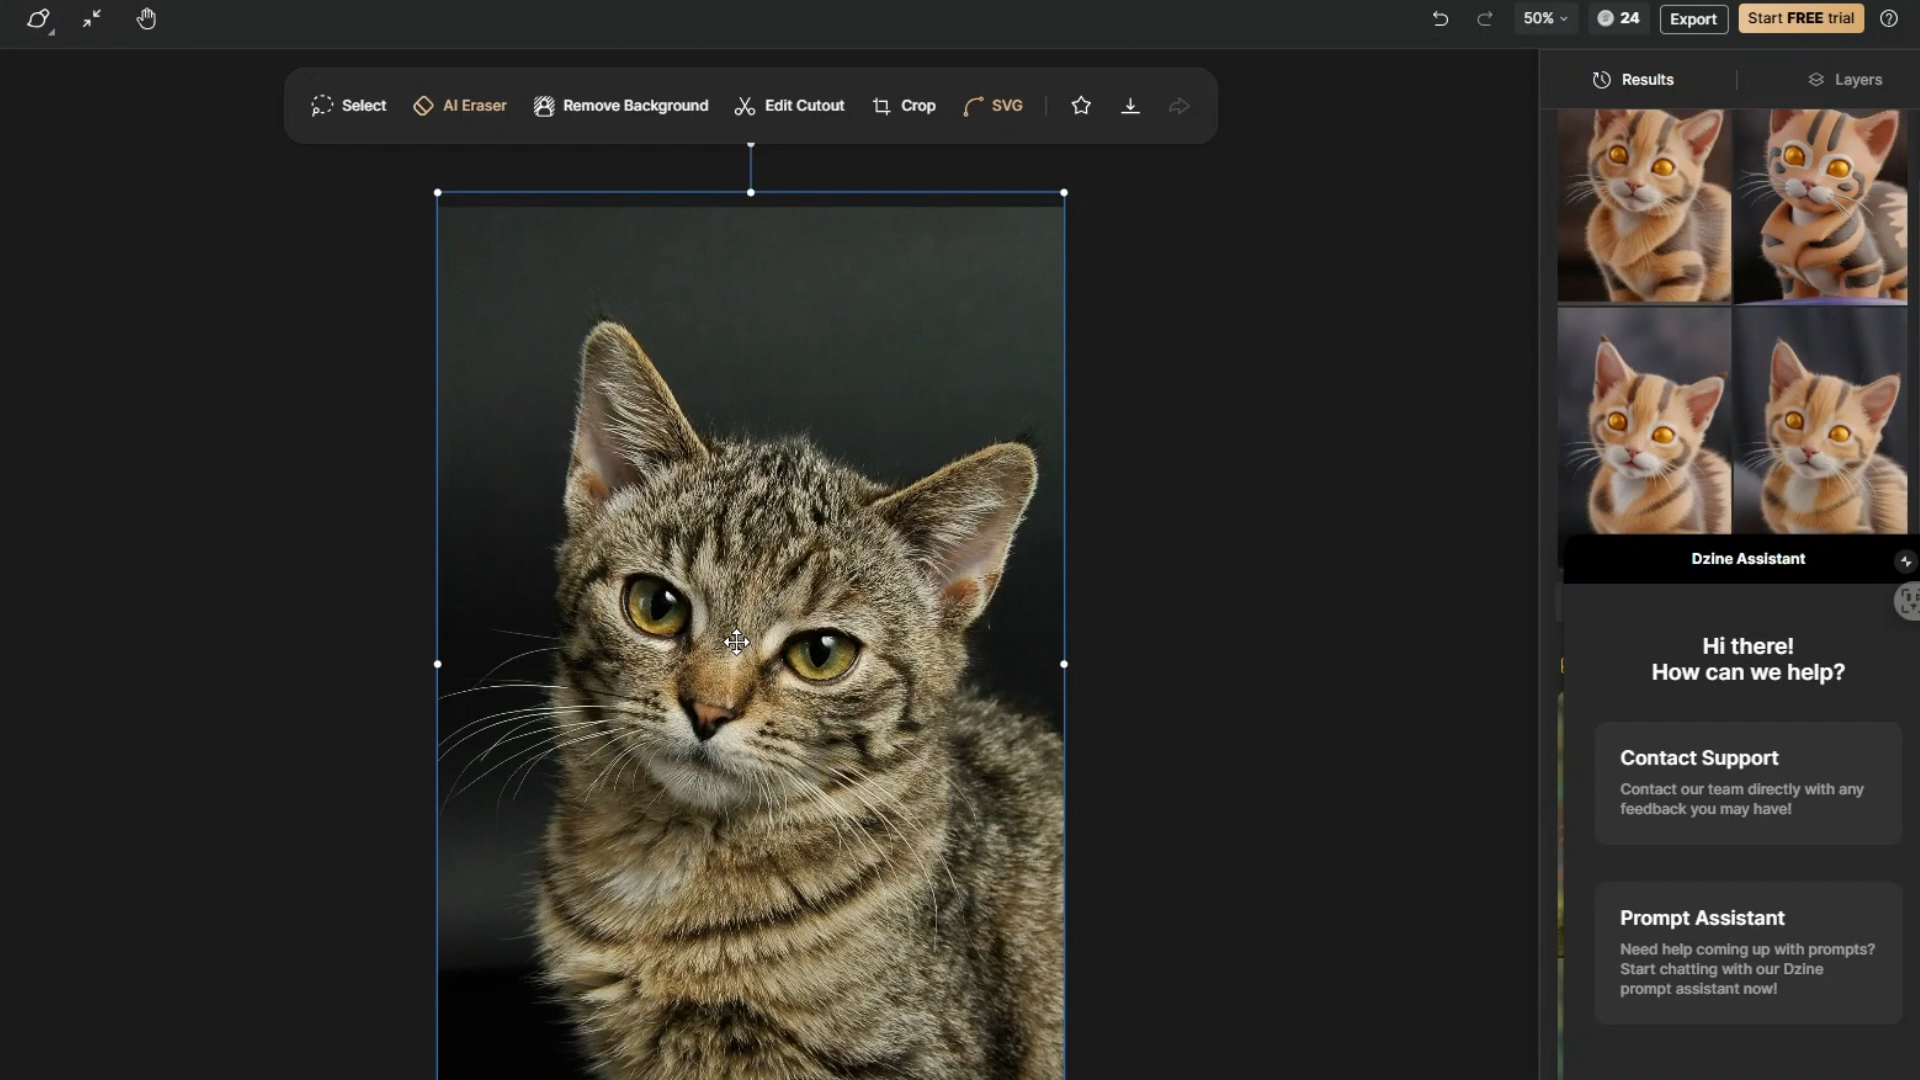 50%
24
Export
Start FREE trial
Select
AI Eraser
Remove Background
Edit Cutout
Crop
SVG
Results
Layers
Dzine Assistant
Hi there!
How can we help?
Contact Support
Contact our team directly with any
feedback you may have!
Prompt Assistant
Need help coming up with prompts?
Start chatting with our Dzine
prompt assistant now!